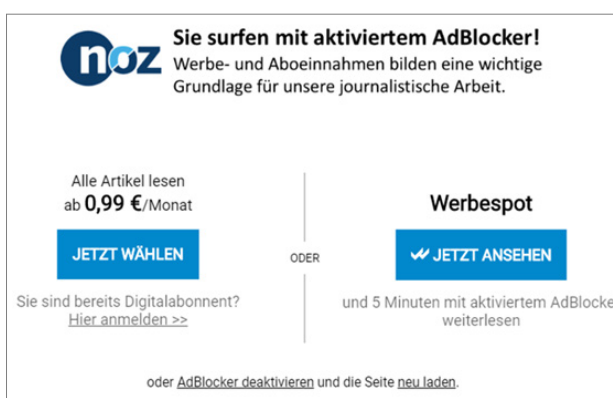 noz
Sie surfen mit aktiviertem AdBlocker!
Werbe- und Aboeinnahmen bilden eine wichtige
Grundlage für unsere journalistische Arbeit.
Alle Artikel lesen
ab 0,99 €/Monat
JETZT WÄHLEN
Sie sind bereits Digitalabonnent?
Hier anmelden >>
ODER
Werbespot
JETZT ANSEHEN
und 5 Minuten mit aktiviertem AdBlocke
weiterlesen
oder AdBlocker deaktivieren und die Seite neu laden.